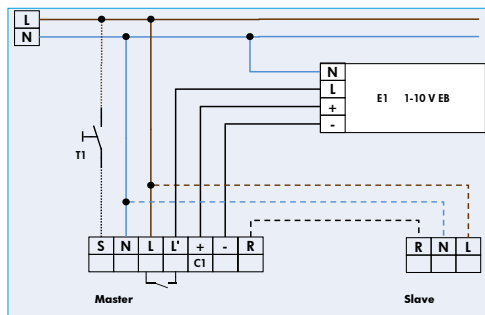 L
N
N
L
+
-
E1 1-10 V EB
T1
S N L L' + - R
C1
R N L
Master Slave